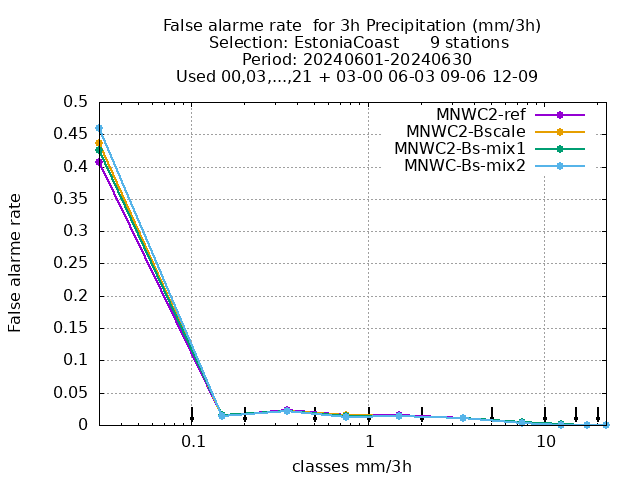 False alarme rate  for 3h Precipitation (mm/3h)
Selection: EstoniaCoast      9 stations
Period: 20240601-20240630
Used 00,03,...,21 + 03-00 06-03 09-06 12-09
MNWC2-ref
MNWC2-Bscale
MNWC2-Bs-mix1
MNWC-Bs-mix2
False alarme rate
0.5
0.45
0.4
0.35
0.3
0.25
0.2
0.15
0.1
0.05
0
0.1
1
10
classes mm/3h